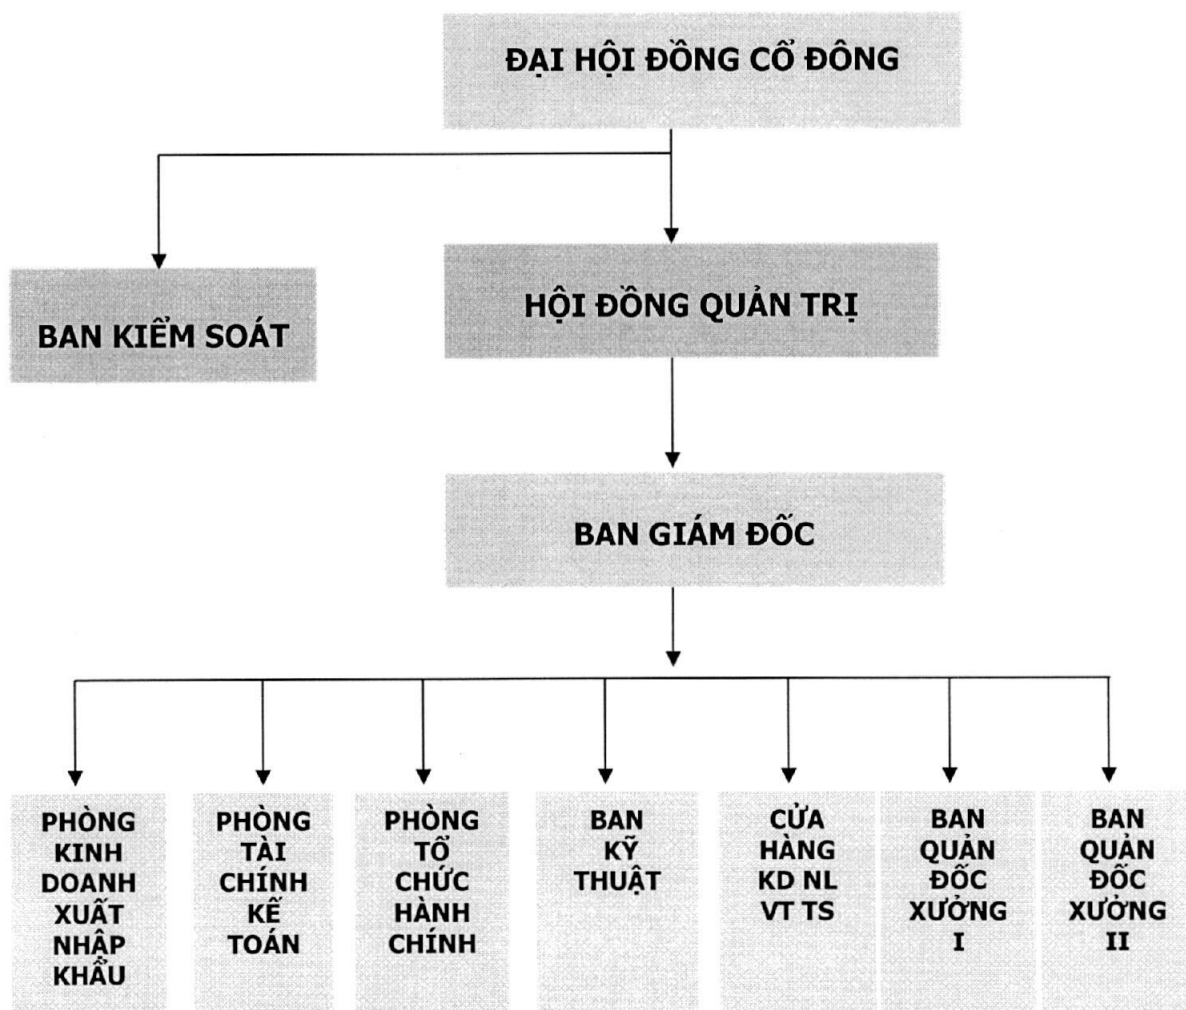 ĐẠI HỘI ĐỒNG CỔ ĐÔNG
BAN KIỂM SOÁT
HỘI ĐỒNG QUẢN TRỊ
BAN GIÁM ĐỐC
PHÒNG
KINH
DOANH
XUẤT
NHẬP
KHẨU
PHÒNG
TÀI
CHÍNH
KẾ
TOÁN
PHÒNG
TỔ
CHỨC
HÀNH
CHÍNH
BAN
KỸ
THUẬT
CỬA
HÀNG
KD NL
VT TS
BAN
QUẢN
ĐỐC
XƯỞNG
I
BAN
QUẢN
ĐỐC
XƯỞNG
II